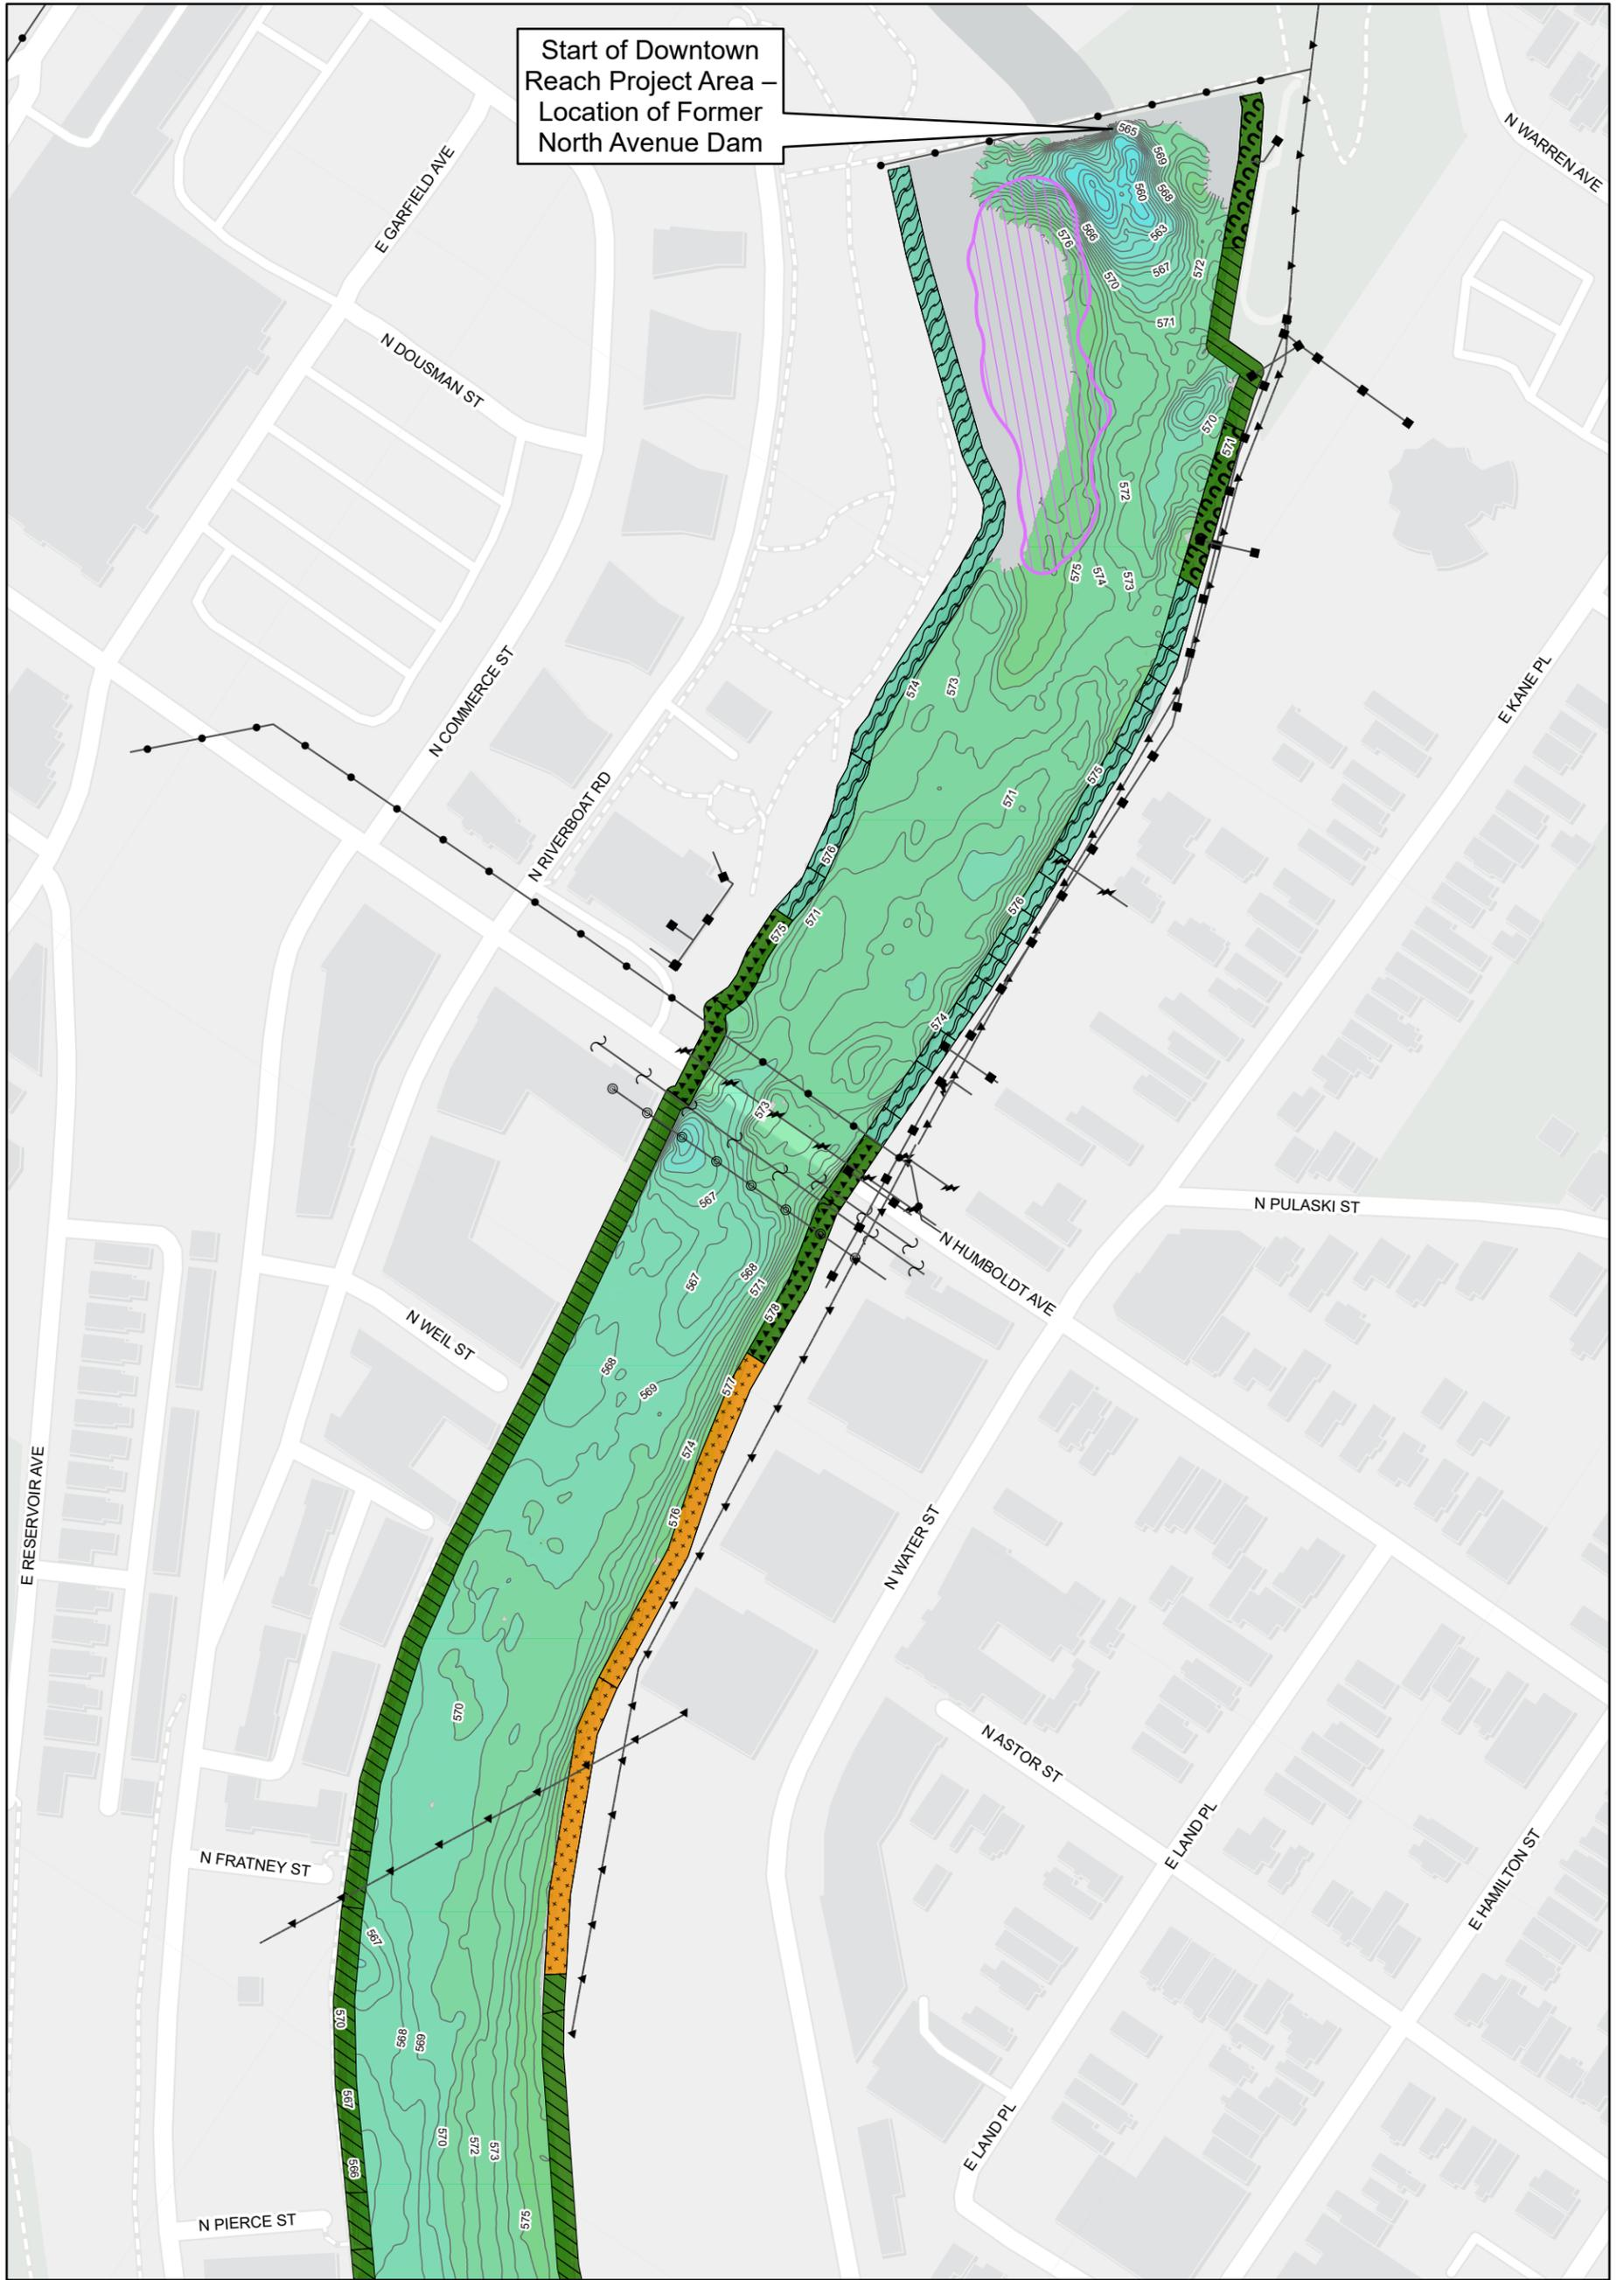 Start of Downtown
Reach Project Area –
Location of Former
North Avenue Dam
N WARREN AVE
E GARFIELD AVE
565
569
560
568
576
566
563
567
572
570
571
N DOUSMAN ST
570
571
572
575
574
573
E KANE PL
N COMMERCE ST
574
573
N RIVERBOAT RD
575
571
576
576
575
571
574
573
567
N PULASKI ST
N HUMBOLDT AVE
567
568
571
578
N WEIL ST
568
569
577
574
576
E RESERVOIR AVE
N WATER ST
570
N ASTOR ST
E LAND PL
N FRATNEY ST
E HAMILTON ST
567
570
568
569
567
570
572
573
566
E LAND PL
575
N PIERCE ST